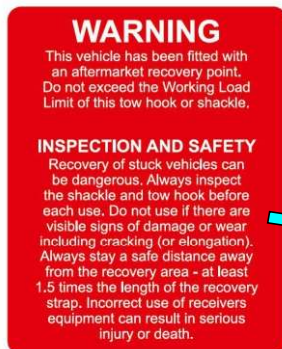 WARNING
This vehicle has been fitted with
an aftermarket recovery point.
Do not exceed the Working Load
Limit of this tow hook or shackle.
INSPECTION AND SAFETY
Recovery of stuck vehicles can
be dangerous. Always inspect
the shackle and tow hook before
each use. Do not use if there are
visible signs of damage or wear
including cracking (or elongation).
Always stay a safe distance away
from the recovery area - at least
1.5 times the length of the recovery
strap. Incorrect use of receivers
equipment can result in serious
injury or death.